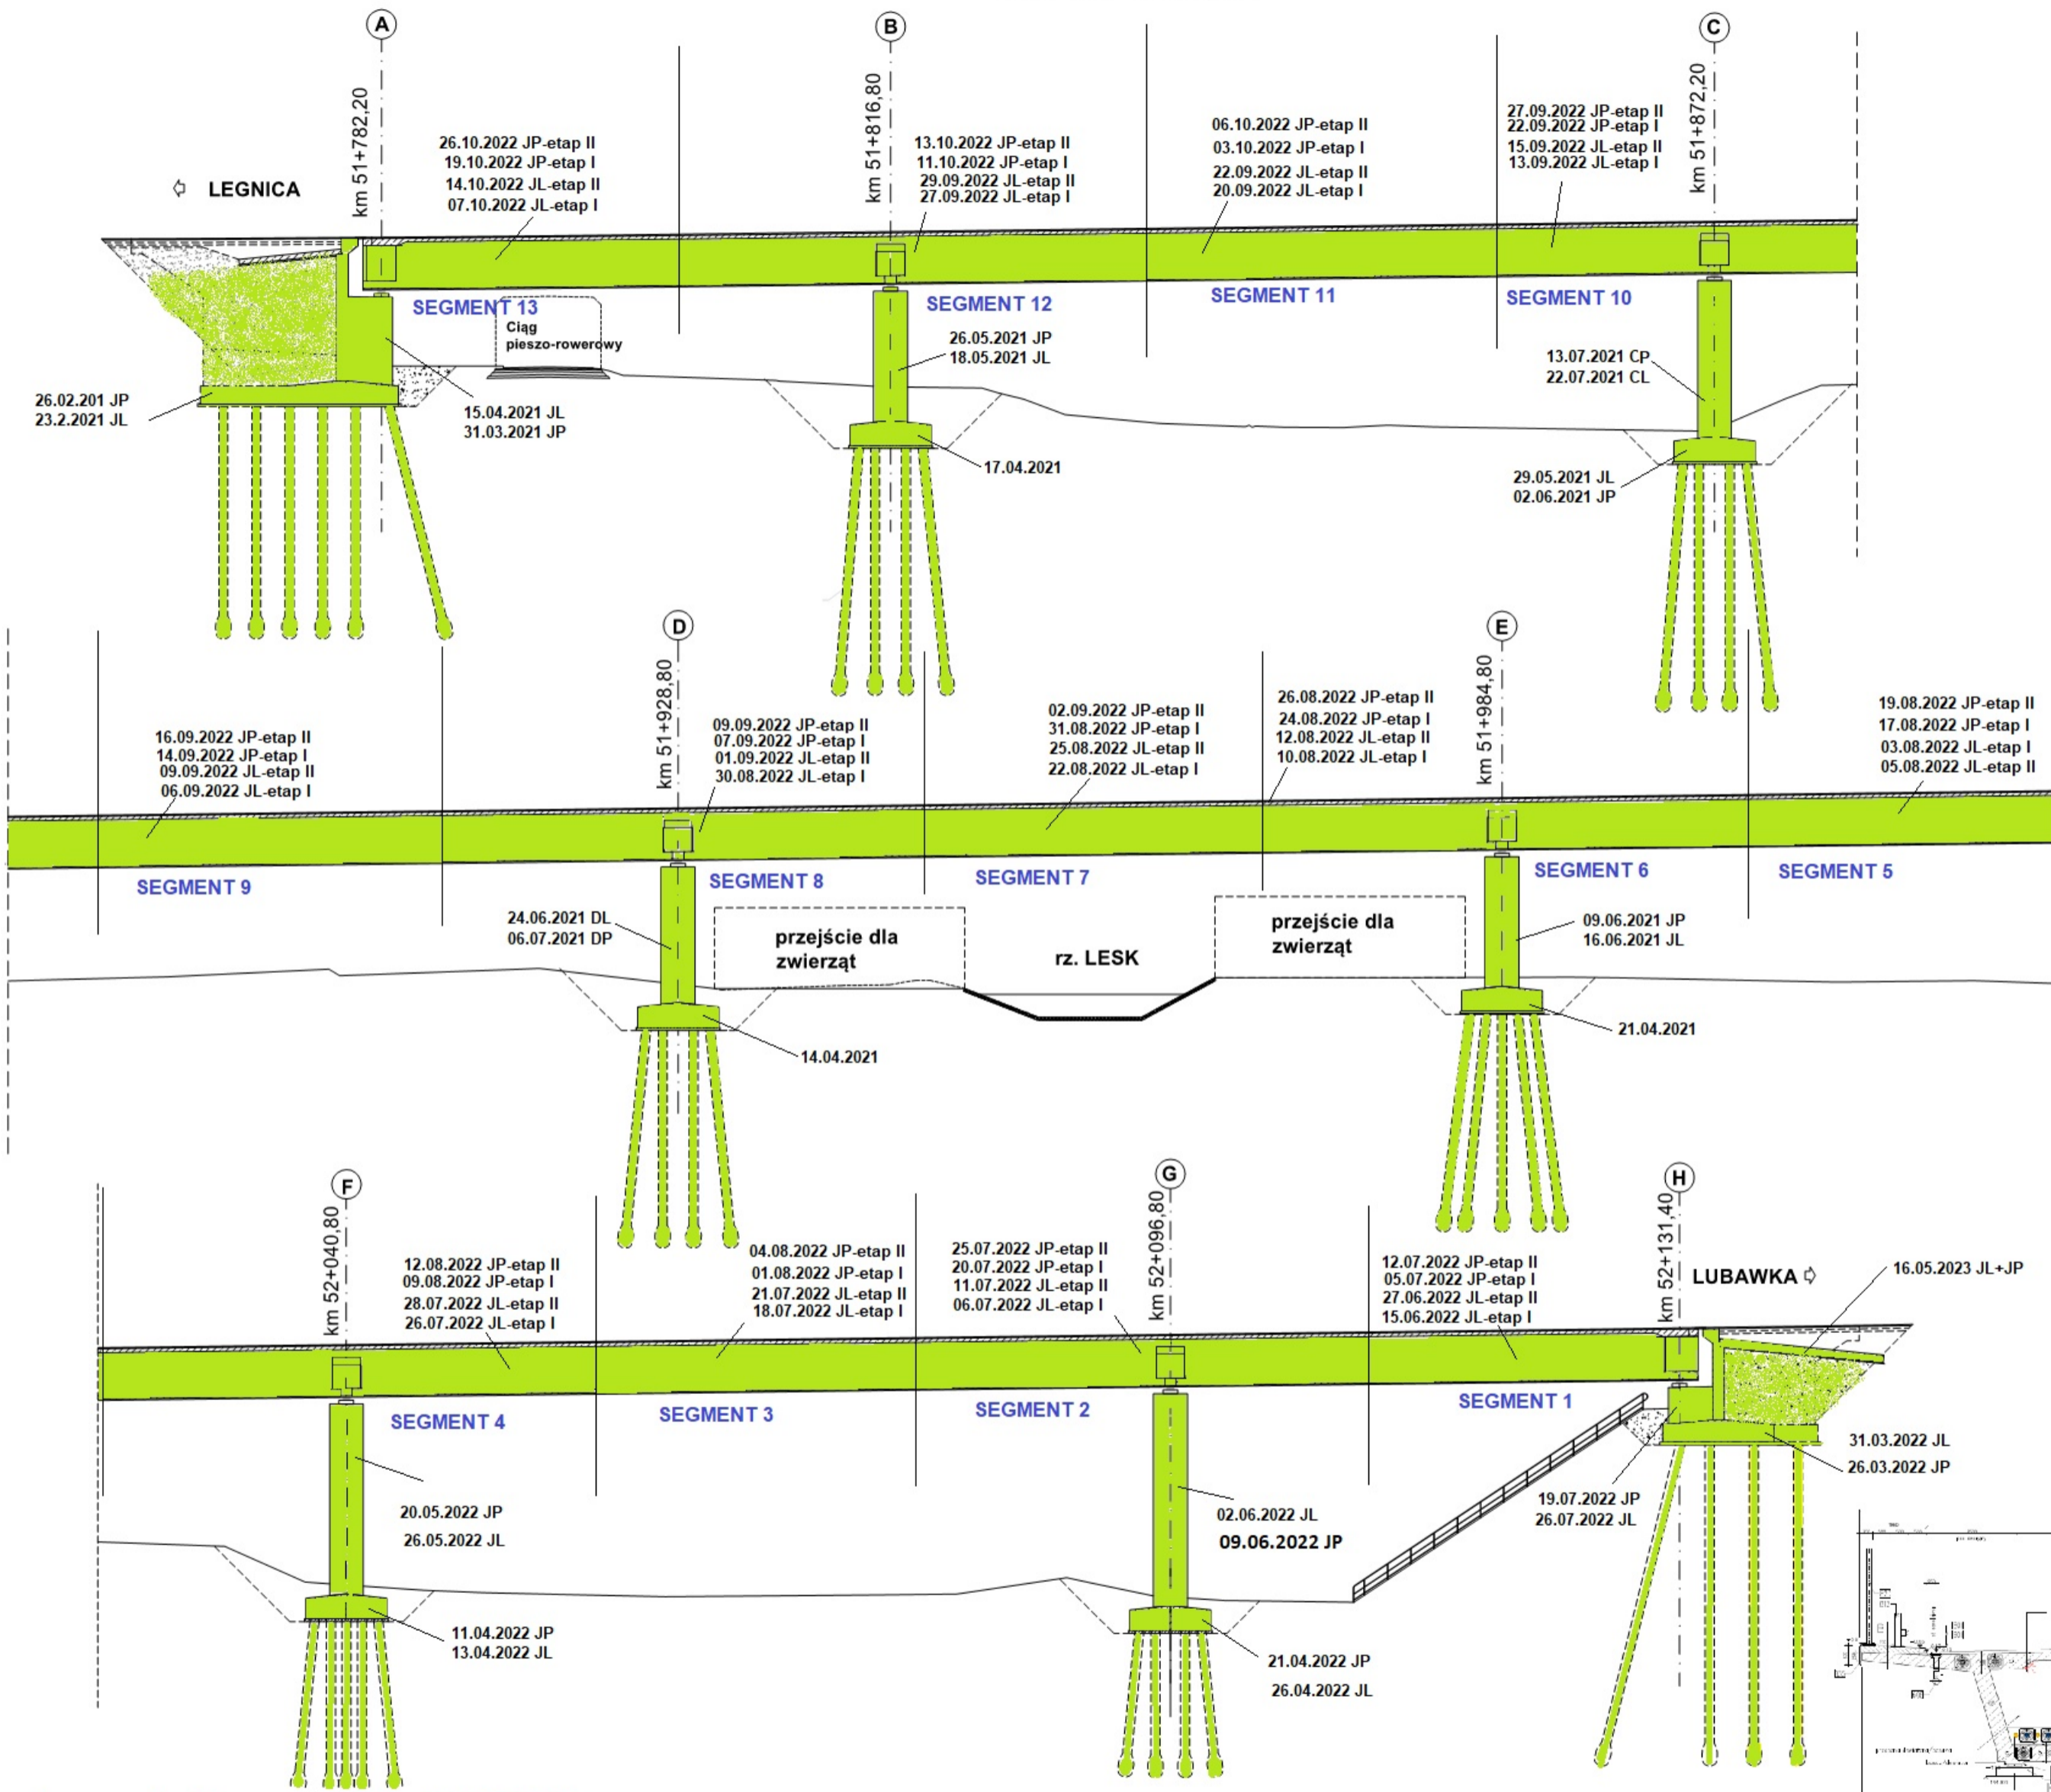 A
B
C
km 51+782,20
km 51+816,80
km 51+872,20
LEGNICA
26.10.2022 JP-etap II
19.10.2022 JP-etap I
14.10.2022 JL-etap II
07.10.2022 JL-etap I
13.10.2022 JP-etap II
11.10.2022 JP-etap I
29.09.2022 JL-etap II
27.09.2022 JL-etap I
06.10.2022 JP-etap II
03.10.2022 JP-etap I
22.09.2022 JL-etap II
20.09.2022 JL-etap I
27.09.2022 JP-etap II
22.09.2022 JP-etap I
15.09.2022 JL-etap II
13.09.2022 JL-etap I
SEGMENT 13
SEGMENT 12
SEGMENT 11
SEGMENT 10
Ciąg
pieszo-rowerowy
26.05.2021 JP
18.05.2021 JL
13.07.2021 CP
22.07.2021 CL
26.02.201 JP
23.2.2021 JL
15.04.2021 JL
31.03.2021 JP
17.04.2021
29.05.2021 JL
02.06.2021 JP
D
E
km 51+928,80
km 51+984,80
16.09.2022 JP-etap II
14.09.2022 JP-etap I
09.09.2022 JL-etap II
06.09.2022 JL-etap I
09.09.2022 JP-etap II
07.09.2022 JP-etap I
01.09.2022 JL-etap II
30.08.2022 JL-etap I
02.09.2022 JP-etap II
31.08.2022 JP-etap I
25.08.2022 JL-etap II
22.08.2022 JL-etap I
26.08.2022 JP-etap II
24.08.2022 JP-etap I
12.08.2022 JL-etap II
10.08.2022 JL-etap I
19.08.2022 JP-etap II
17.08.2022 JP-etap I
03.08.2022 JL-etap I
05.08.2022 JL-etap II
SEGMENT 9
SEGMENT 8
SEGMENT 7
SEGMENT 6
SEGMENT 5
24.06.2021 DL
06.07.2021 DP
przejście dla
zwierząt
rz. LESK
przejście dla
zwierząt
09.06.2021 JP
16.06.2021 JL
14.04.2021
21.04.2021
F
G
H
km 52+040,80
km 52+096,80
km 52+131,40
12.08.2022 JP-etap II
09.08.2022 JP-etap I
28.07.2022 JL-etap II
26.07.2022 JL-etap I
04.08.2022 JP-etap II
01.08.2022 JP-etap I
21.07.2022 JL-etap II
18.07.2022 JL-etap I
25.07.2022 JP-etap II
20.07.2022 JP-etap I
11.07.2022 JL-etap II
06.07.2022 JL-etap I
12.07.2022 JP-etap II
05.07.2022 JP-etap I
27.06.2022 JL-etap II
15.06.2022 JL-etap I
LUBAWKA
16.05.2023 JL+JP
SEGMENT 4
SEGMENT 3
SEGMENT 2
SEGMENT 1
20.05.2022 JP
26.05.2022 JL
02.06.2022 JL
09.06.2022 JP
19.07.2022 JP
26.07.2022 JL
31.03.2022 JL
26.03.2022 JP
11.04.2022 JP
13.04.2022 JL
21.04.2022 JP
26.04.2022 JL